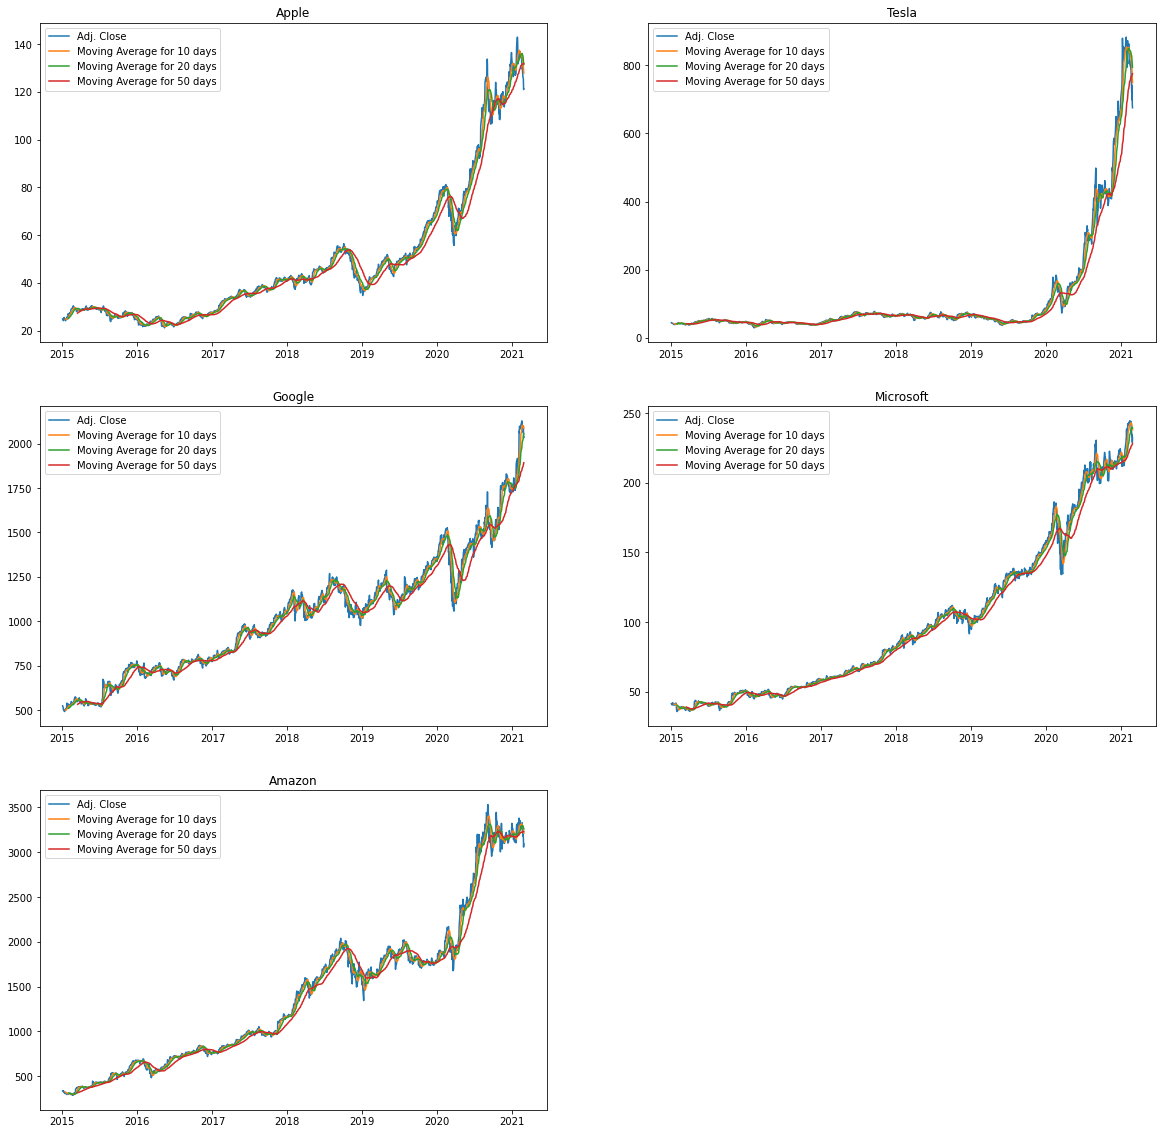 Apple
Adj. Close
Moving Average for 10 days
Moving Average for 20 days
Moving Average for 50 days
140
120
100
80
60
40
20
2015 2016 2017 2018 2019 2020 2021
Tesla
Adj. Close
Moving Average for 10 days
Moving Average for 20 days
Moving Average for 50 days
800
600
400
200
0
2015 2016 2017 2018 2019 2020 2021
Google
Adj. Close
Moving Average for 10 days
Moving Average for 20 days
Moving Average for 50 days
2000
1750
1500
1250
1000
750
500
2015 2016 2017 2018 2019 2020 2021
Microsoft
Adj. Close
Moving Average for 10 days
Moving Average for 20 days
Moving Average for 50 days
250
200
150
100
50
2015 2016 2017 2018 2019 2020 2021
Amazon
Adj. Close
Moving Average for 10 days
Moving Average for 20 days
Moving Average for 50 days
3500
3000
2500
2000
1500
1000
500
2015 2016 2017 2018 2019 2020 2021